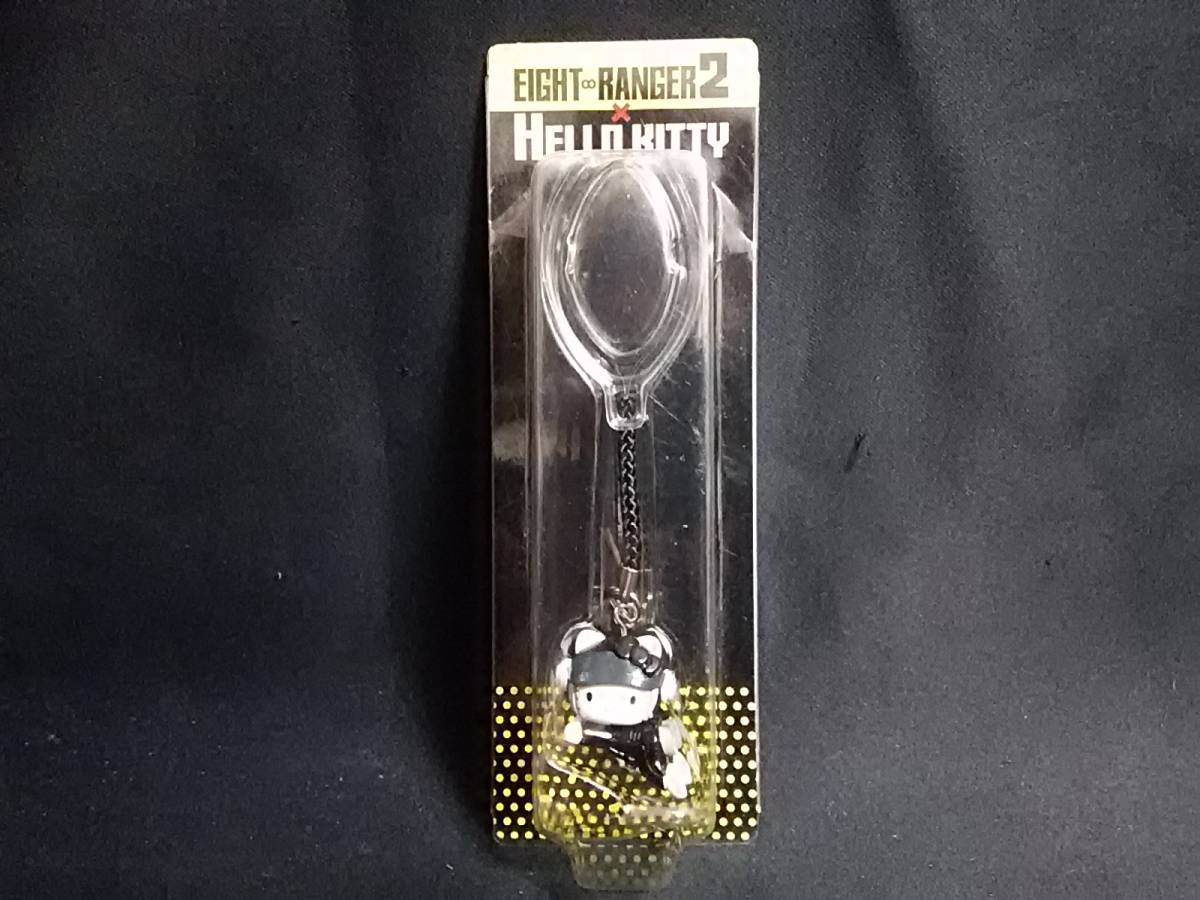 EIGHT∞RANGER2
×
HELLO KITTY